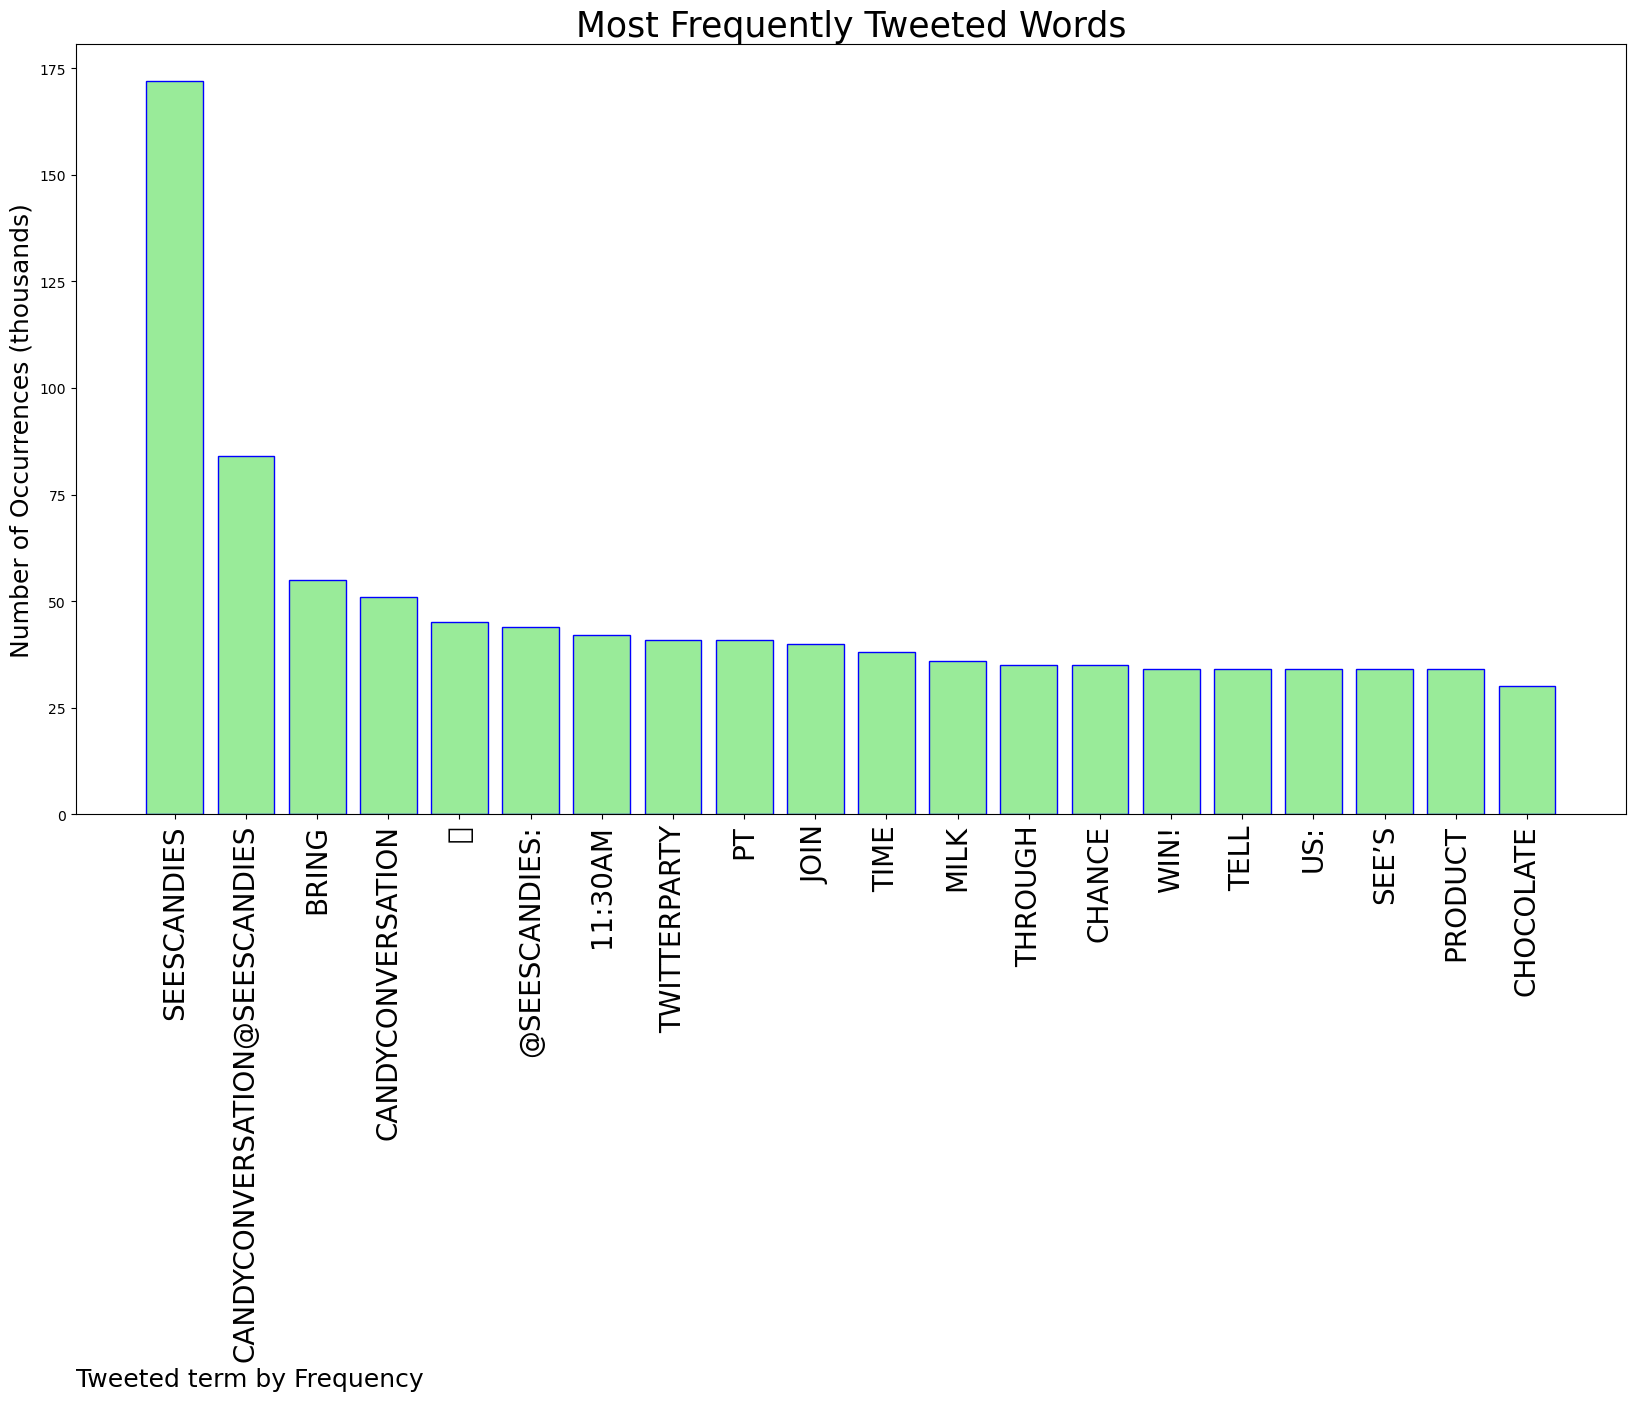 Most Frequently Tweeted Words
Number of Occurrences (thousands)
175
150
125
100
75
50
25
0
SEESCANDIES
CANDYCONVERSATION@SEESCANDIES
BRING
CANDYCONVERSATION
@SEESCANDIES:
11:30AM
TWITTERPARTY
PT
JOIN
TIME
MILK
THROUGH
CHANCE
WIN!
TELL
US:
SEE’S
PRODUCT
CHOCOLATE
Tweeted term by Frequency